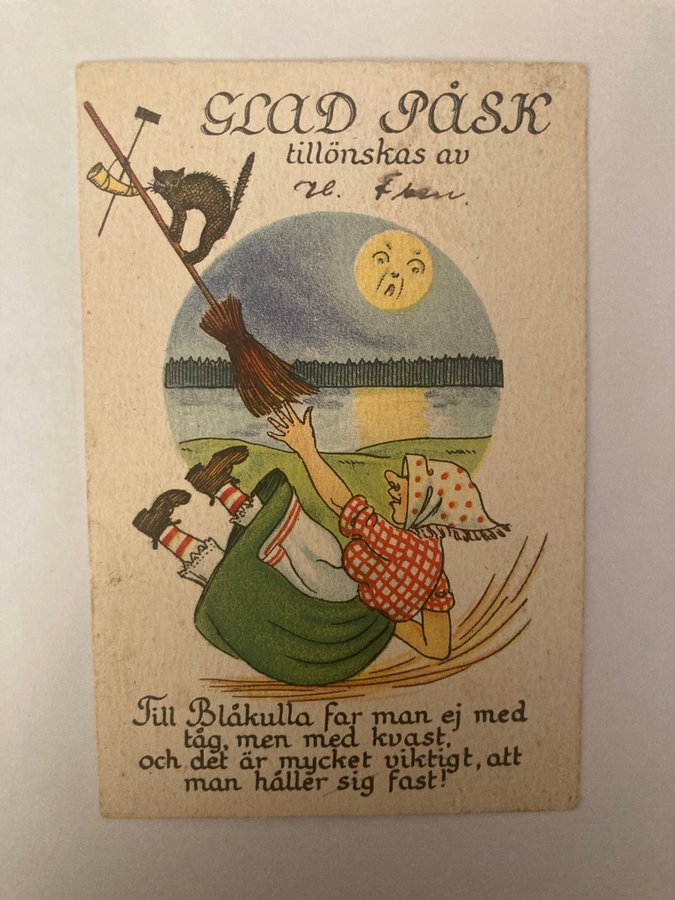 GLAD PÅSK
tillönskas av
H.
Till Blåkulla far man ej med
tåg, men med kvast,
och det är mycket viktigt, att
man håller sig fast!